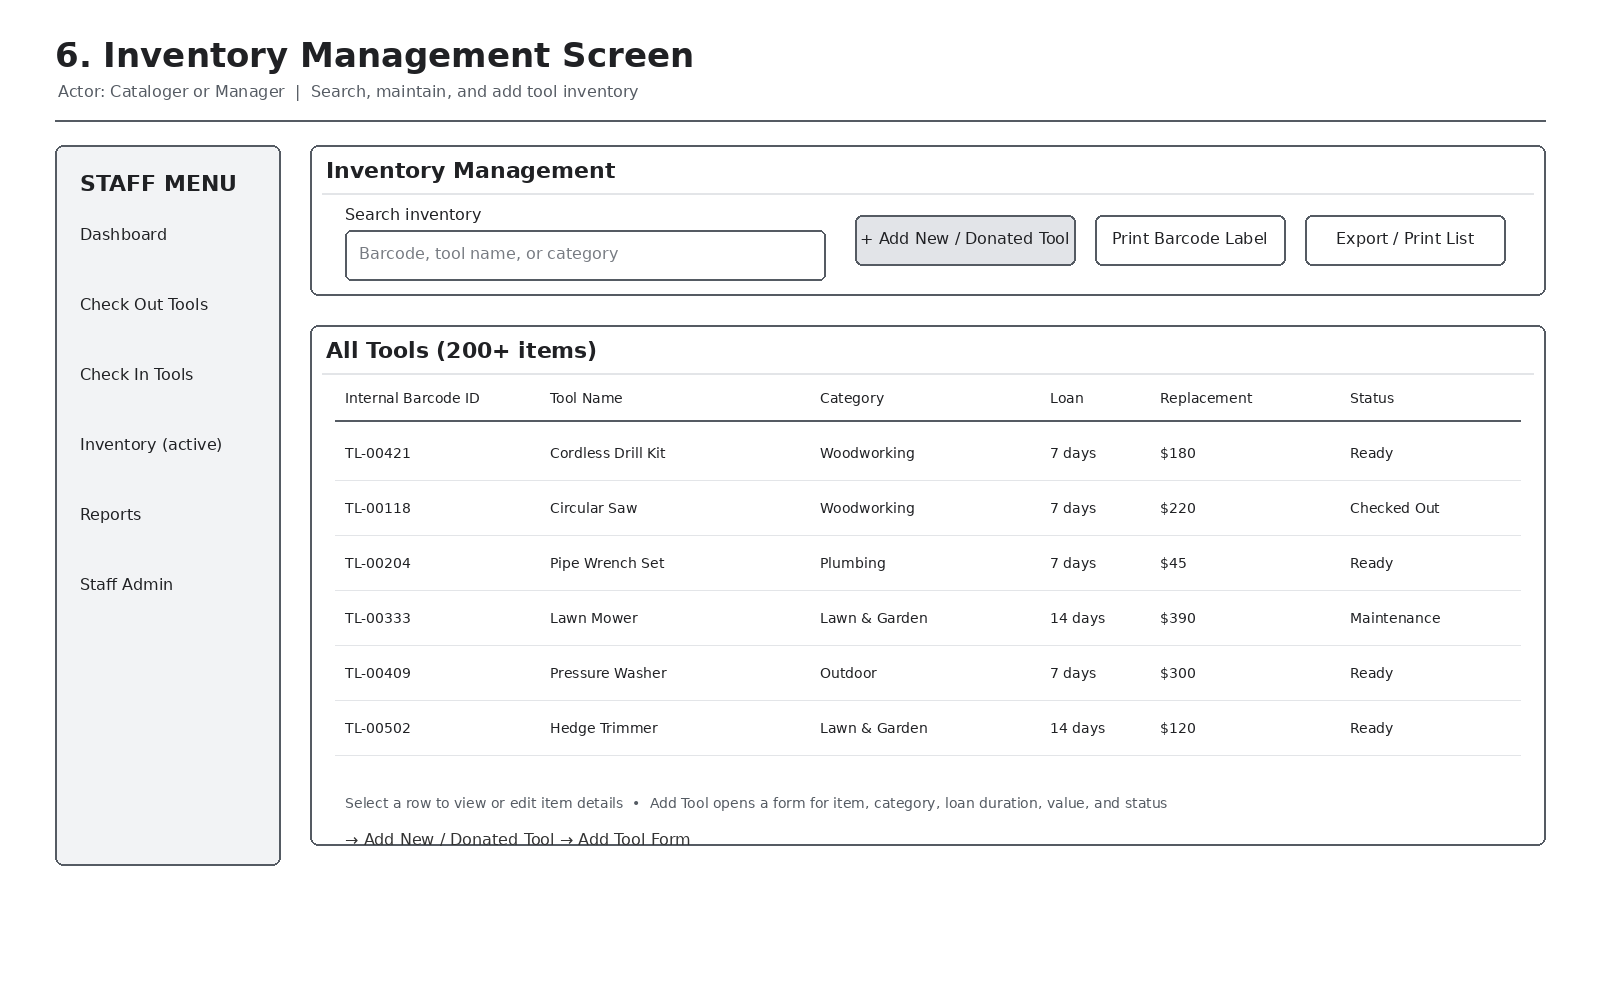 6. Inventory Management Screen
Actor: Cataloger or Manager | Search, maintain, and add tool inventory
STAFF MENU
Dashboard
Check Out Tools
Check In Tools
Inventory (active)
Reports
Staff Admin
Inventory Management
Search inventory
Barcode, tool name, or category
+ Add New / Donated Tool
Print Barcode Label
Export / Print List
All Tools (200+ items)
Internal Barcode ID Tool Name Category Loan Replacement Status
TL-00421 Cordless Drill Kit Woodworking 7 days $180 Ready
TL-00118 Circular Saw Woodworking 7 days $220 Checked Out
TL-00204 Pipe Wrench Set Plumbing 7 days $45 Ready
TL-00333 Lawn Mower Lawn & Garden 14 days $390 Maintenance
TL-00409 Pressure Washer Outdoor 7 days $300 Ready
TL-00502 Hedge Trimmer Lawn & Garden 14 days $120 Ready
Select a row to view or edit item details • Add Tool opens a form for item, category, loan duration, value, and status
→ Add New / Donated Tool → Add Tool Form